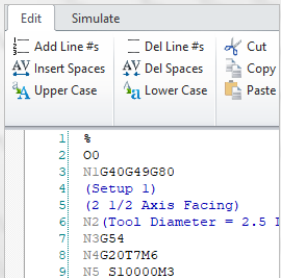 Edit Simulate
Add Line #s Del Line #s Cut
Insert Spaces Del Spaces Copy
Upper Case Lower Case Paste
1 %
2 O0
3 N1G40G49G80
4 (Setup 1)
5 (2 1/2 Axis Facing)
6 N2(Tool Diameter = 2.5
7 N3G54
8 N4G20T7M6
9 N5 S10000M3